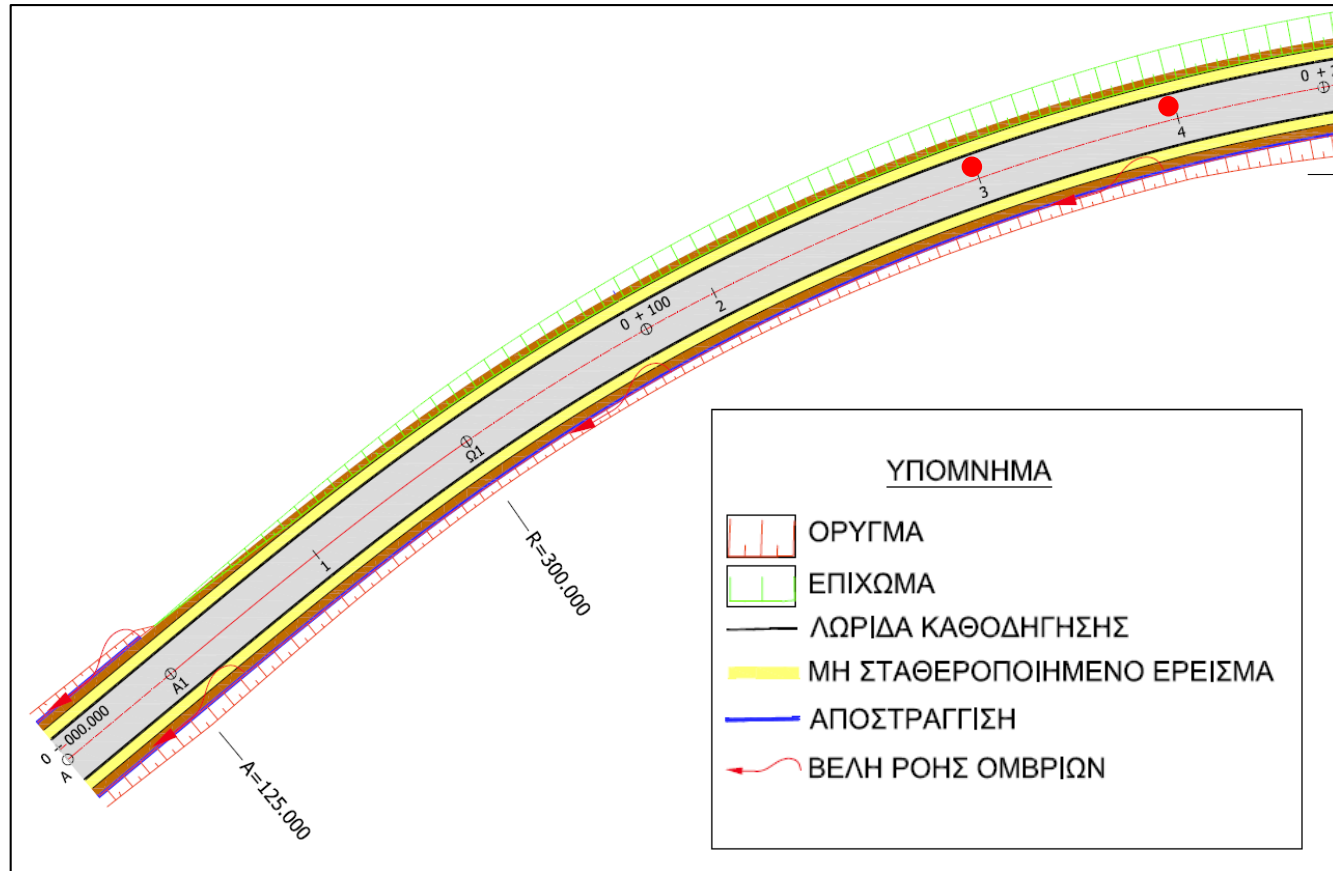 0 + 2
4
3
0 + 100
2
Ω1
1
R=300.000
A1
0 + 000.000
A
A=125.000
ΥΠΟΜΝΗΜΑ
ΟΡΥΓΜΑ
ΕΠΙΧΩΜΑ
ΛΩΡΙΔΑ ΚΑΘΟΔΗΓΗΣΗΣ
ΜΗ ΣΤΑΘΕΡΟΠΟΙΗΜΕΝΟ ΕΡΕΙΣΜΑ
ΑΠΟΣΤΡΑΓΓΙΣΗ
ΒΕΛΗ ΡΟΗΣ ΟΜΒΡΙΩΝ